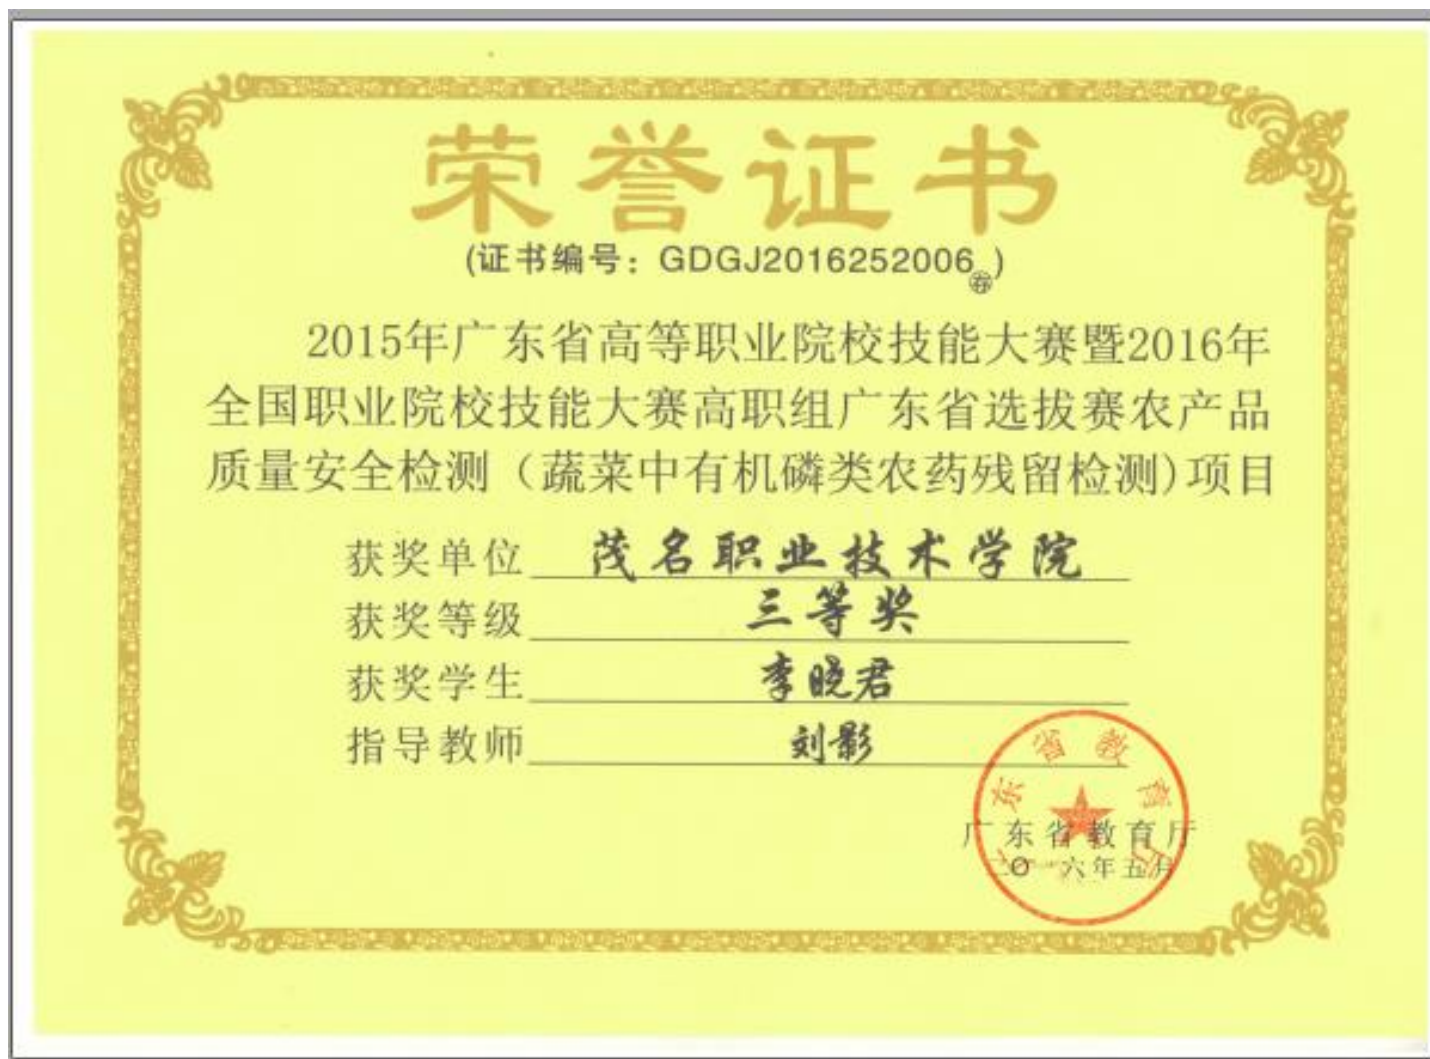 荣誉证书
(证书编号：GDGJ2016252006)
2015年广东省高等职业院校技能大赛暨2016年
全国职业院校技能大赛高职组广东省选拔赛农产品
质量安全检测（蔬菜中有机磷类农药残留检测)项目
获奖单位 茂名职业技术学院
获奖等级 三等奖
获奖学生 李晓君
指导教师 刘影
广东省教育厅
广东省教育厅
二〇一六年五月